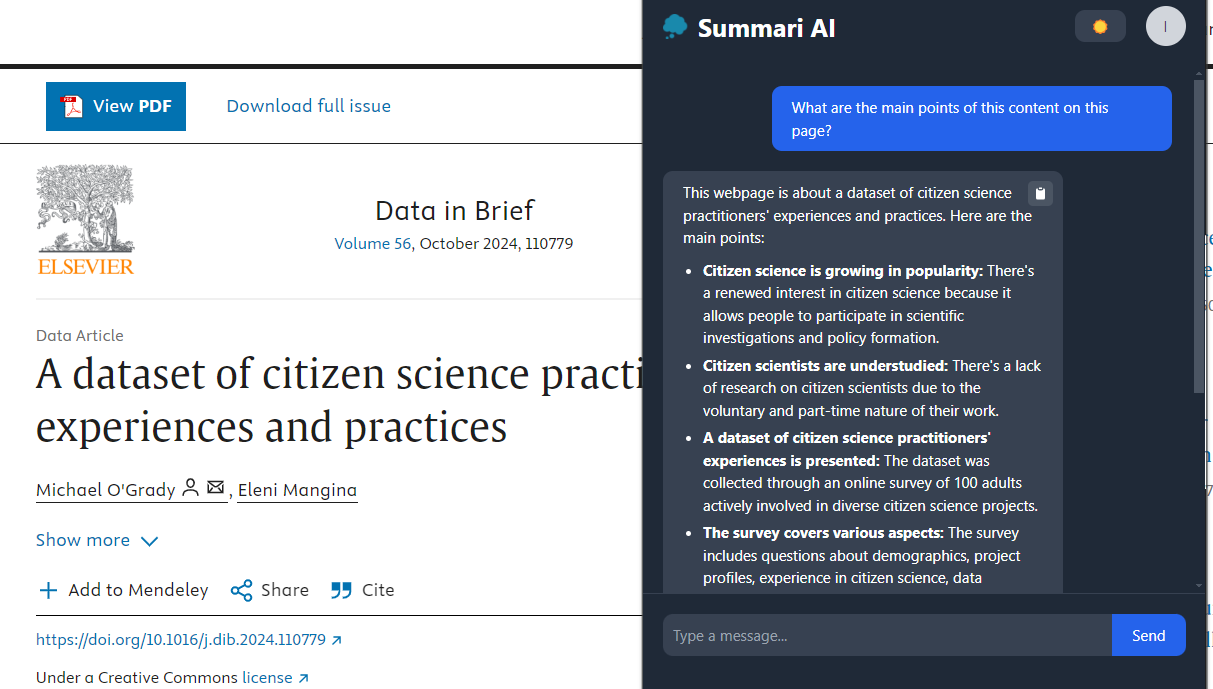 View PDF
Download full issue
ELSEVIER
Data in Brief
Volume 56, October 2024, 110779
Data Article
A dataset of citizen science practi
experiences and practices
Michael O'Grady, Eleni Mangina
Show more
Add to Mendeley Share Cite
https://doi.org/10.1016/j.dib.2024.110779
Under a Creative Commons license
Summari AI
I
What are the main points of this content on this
page?
This webpage is about a dataset of citizen science
practitioners' experiences and practices. Here are the
main points:
• Citizen science is growing in popularity: There's
a renewed interest in citizen science because it
allows people to participate in scientific
investigations and policy formation.
• Citizen scientists are understudied: There's a lack
of research on citizen scientists due to the
voluntary and part-time nature of their work.
• A dataset of citizen science practitioners'
experiences is presented: The dataset was
collected through an online survey of 100 adults
actively involved in diverse citizen science projects.
• The survey covers various aspects: The survey
includes questions about demographics, project
profiles, experience in citizen science, data
Type a message...
Send